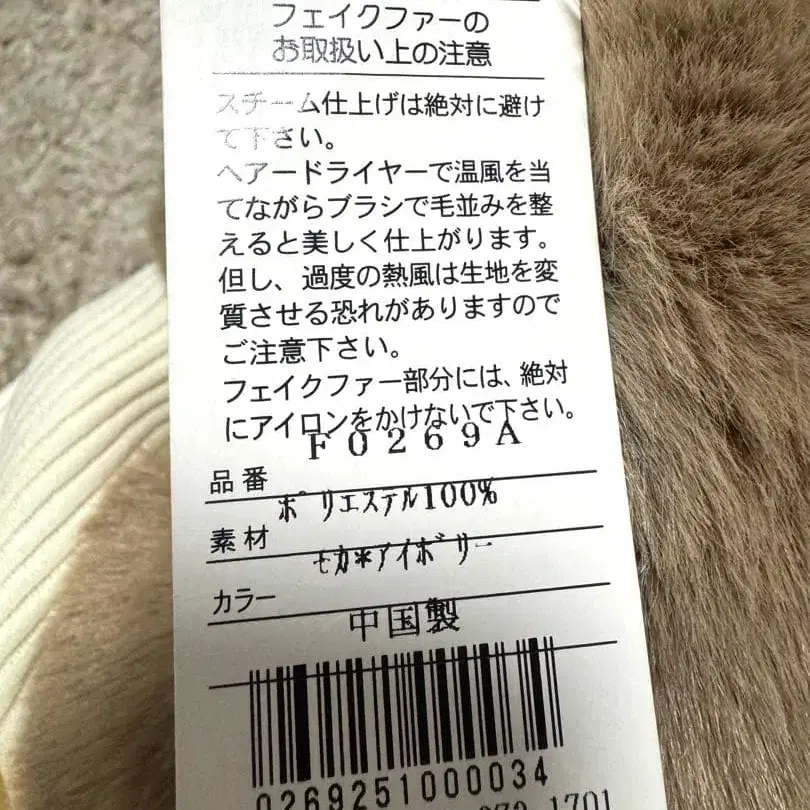 フェイクファーの
お取扱い上の注意
スチーム仕上げは絶対に避け
て下さい。
ヘアードライヤーで温風を当
てながらブラシで毛並みを整
えると美しく仕上がります。
但し、過度の熱風は生地を変
質させる恐れがありますので
ご注意下さい。
フェイクファー部分には、絶対
にアイロンをかけないで下さい。
F0269A
品番
ポリエステル100%
素材
モカ*アイボリー
カラー
中国製
0269251000034
1701